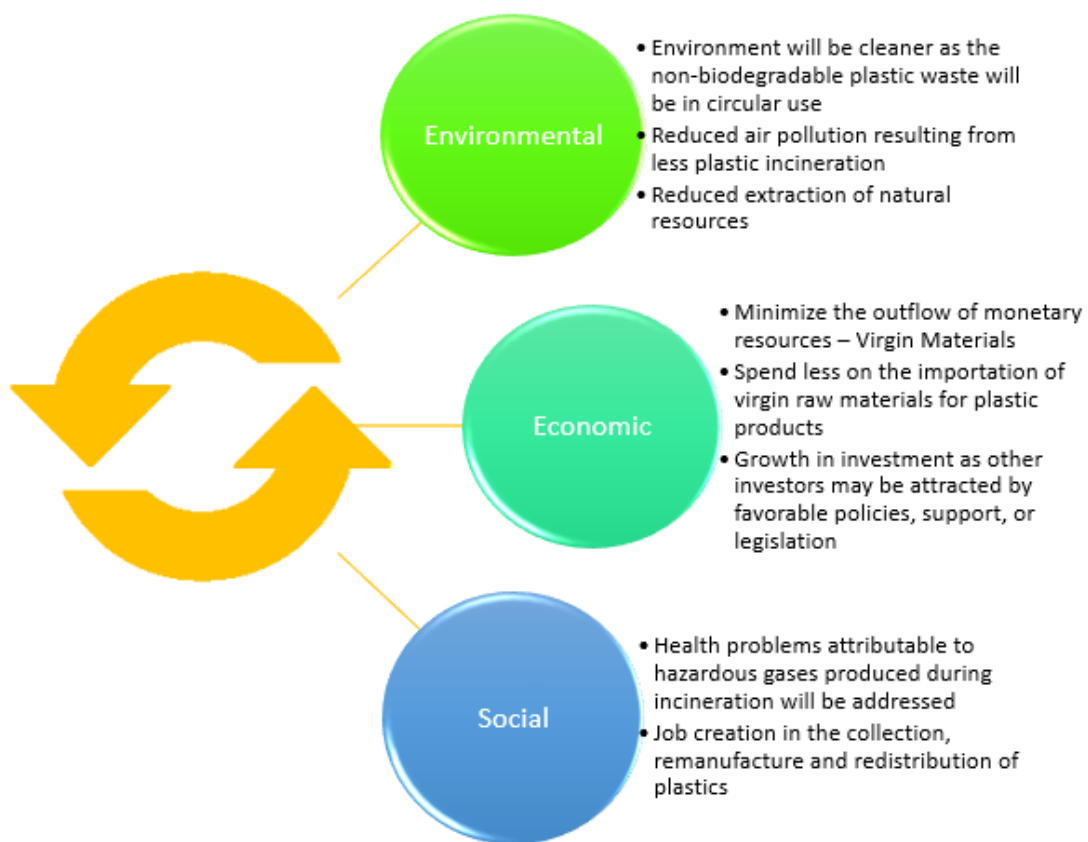 Environmental
• Environment will be cleaner as the
non-biodegradable plastic waste will
be in circular use
• Reduced air pollution resulting from
less plastic incineration
• Reduced extraction of natural
resources
Economic
• Minimize the outflow of monetary
resources – Virgin Materials
• Spend less on the importation of
virgin raw materials for plastic
products
• Growth in investment as other
investors may be attracted by
favorable policies, support, or
legislation
Social
• Health problems attributable to
hazardous gases produced during
incineration will be addressed
• Job creation in the collection,
remanufacture and redistribution of
plastics